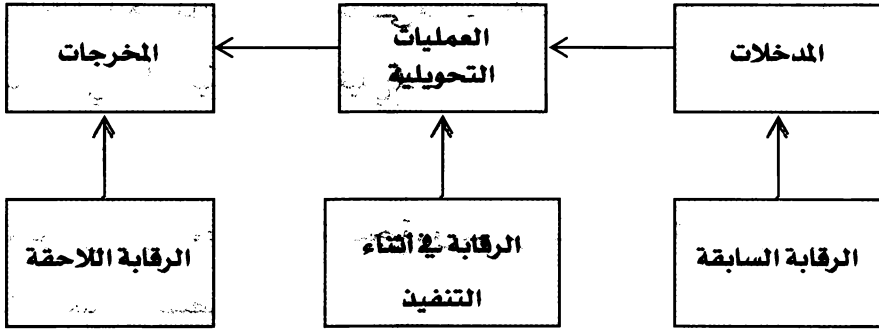 المدخلات
العمليات
التحويلية
المخرجات
الرقابة السابقة
الرقابة في أثناء
التنفيذ
الرقابة اللاحقة